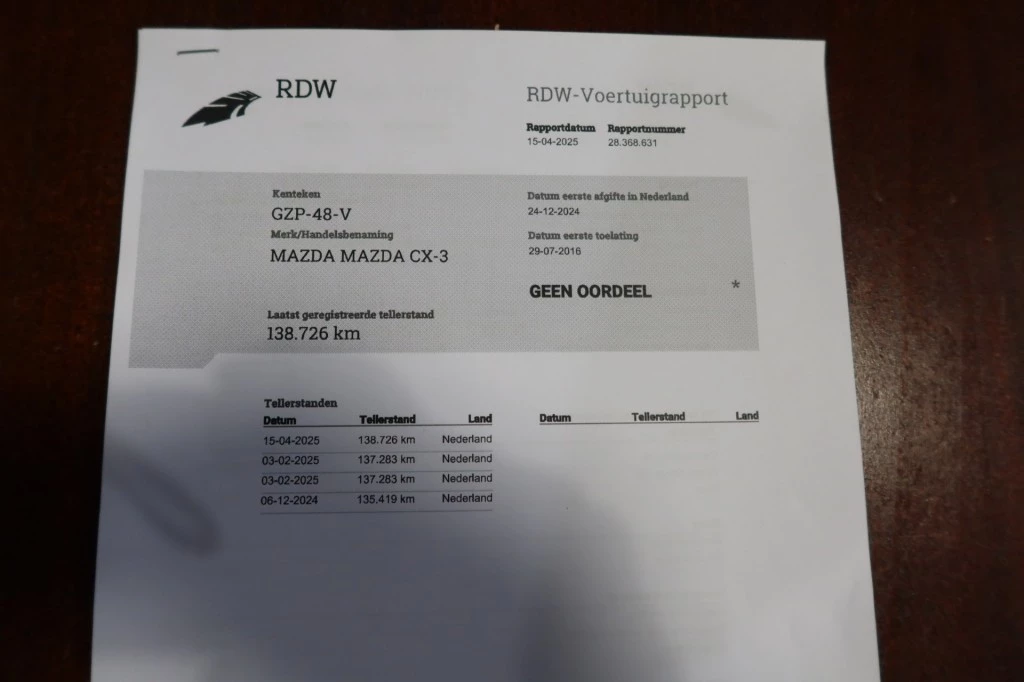 RDW
RDW-Voertuigrapport
Rapportdatum Rapportnummer
15-04-2025 28.368.631
Kenteken
GZP-48-V
Merk/Handelsbenaming
MAZDA MAZDA CX-3
Laatst geregistreerde tellerstand
138.726 km
Datum eerste afgifte in Nederland
24-12-2024
Datum eerste toelating
29-07-2016
GEEN OORDEEL *
Tellerstanden
Datum Tellerstand Land
15-04-2025 138.726 km Nederland
03-02-2025 137.283 km Nederland
03-02-2025 137.283 km Nederland
06-12-2024 135.419 km Nederland
Datum Tellerstand Land